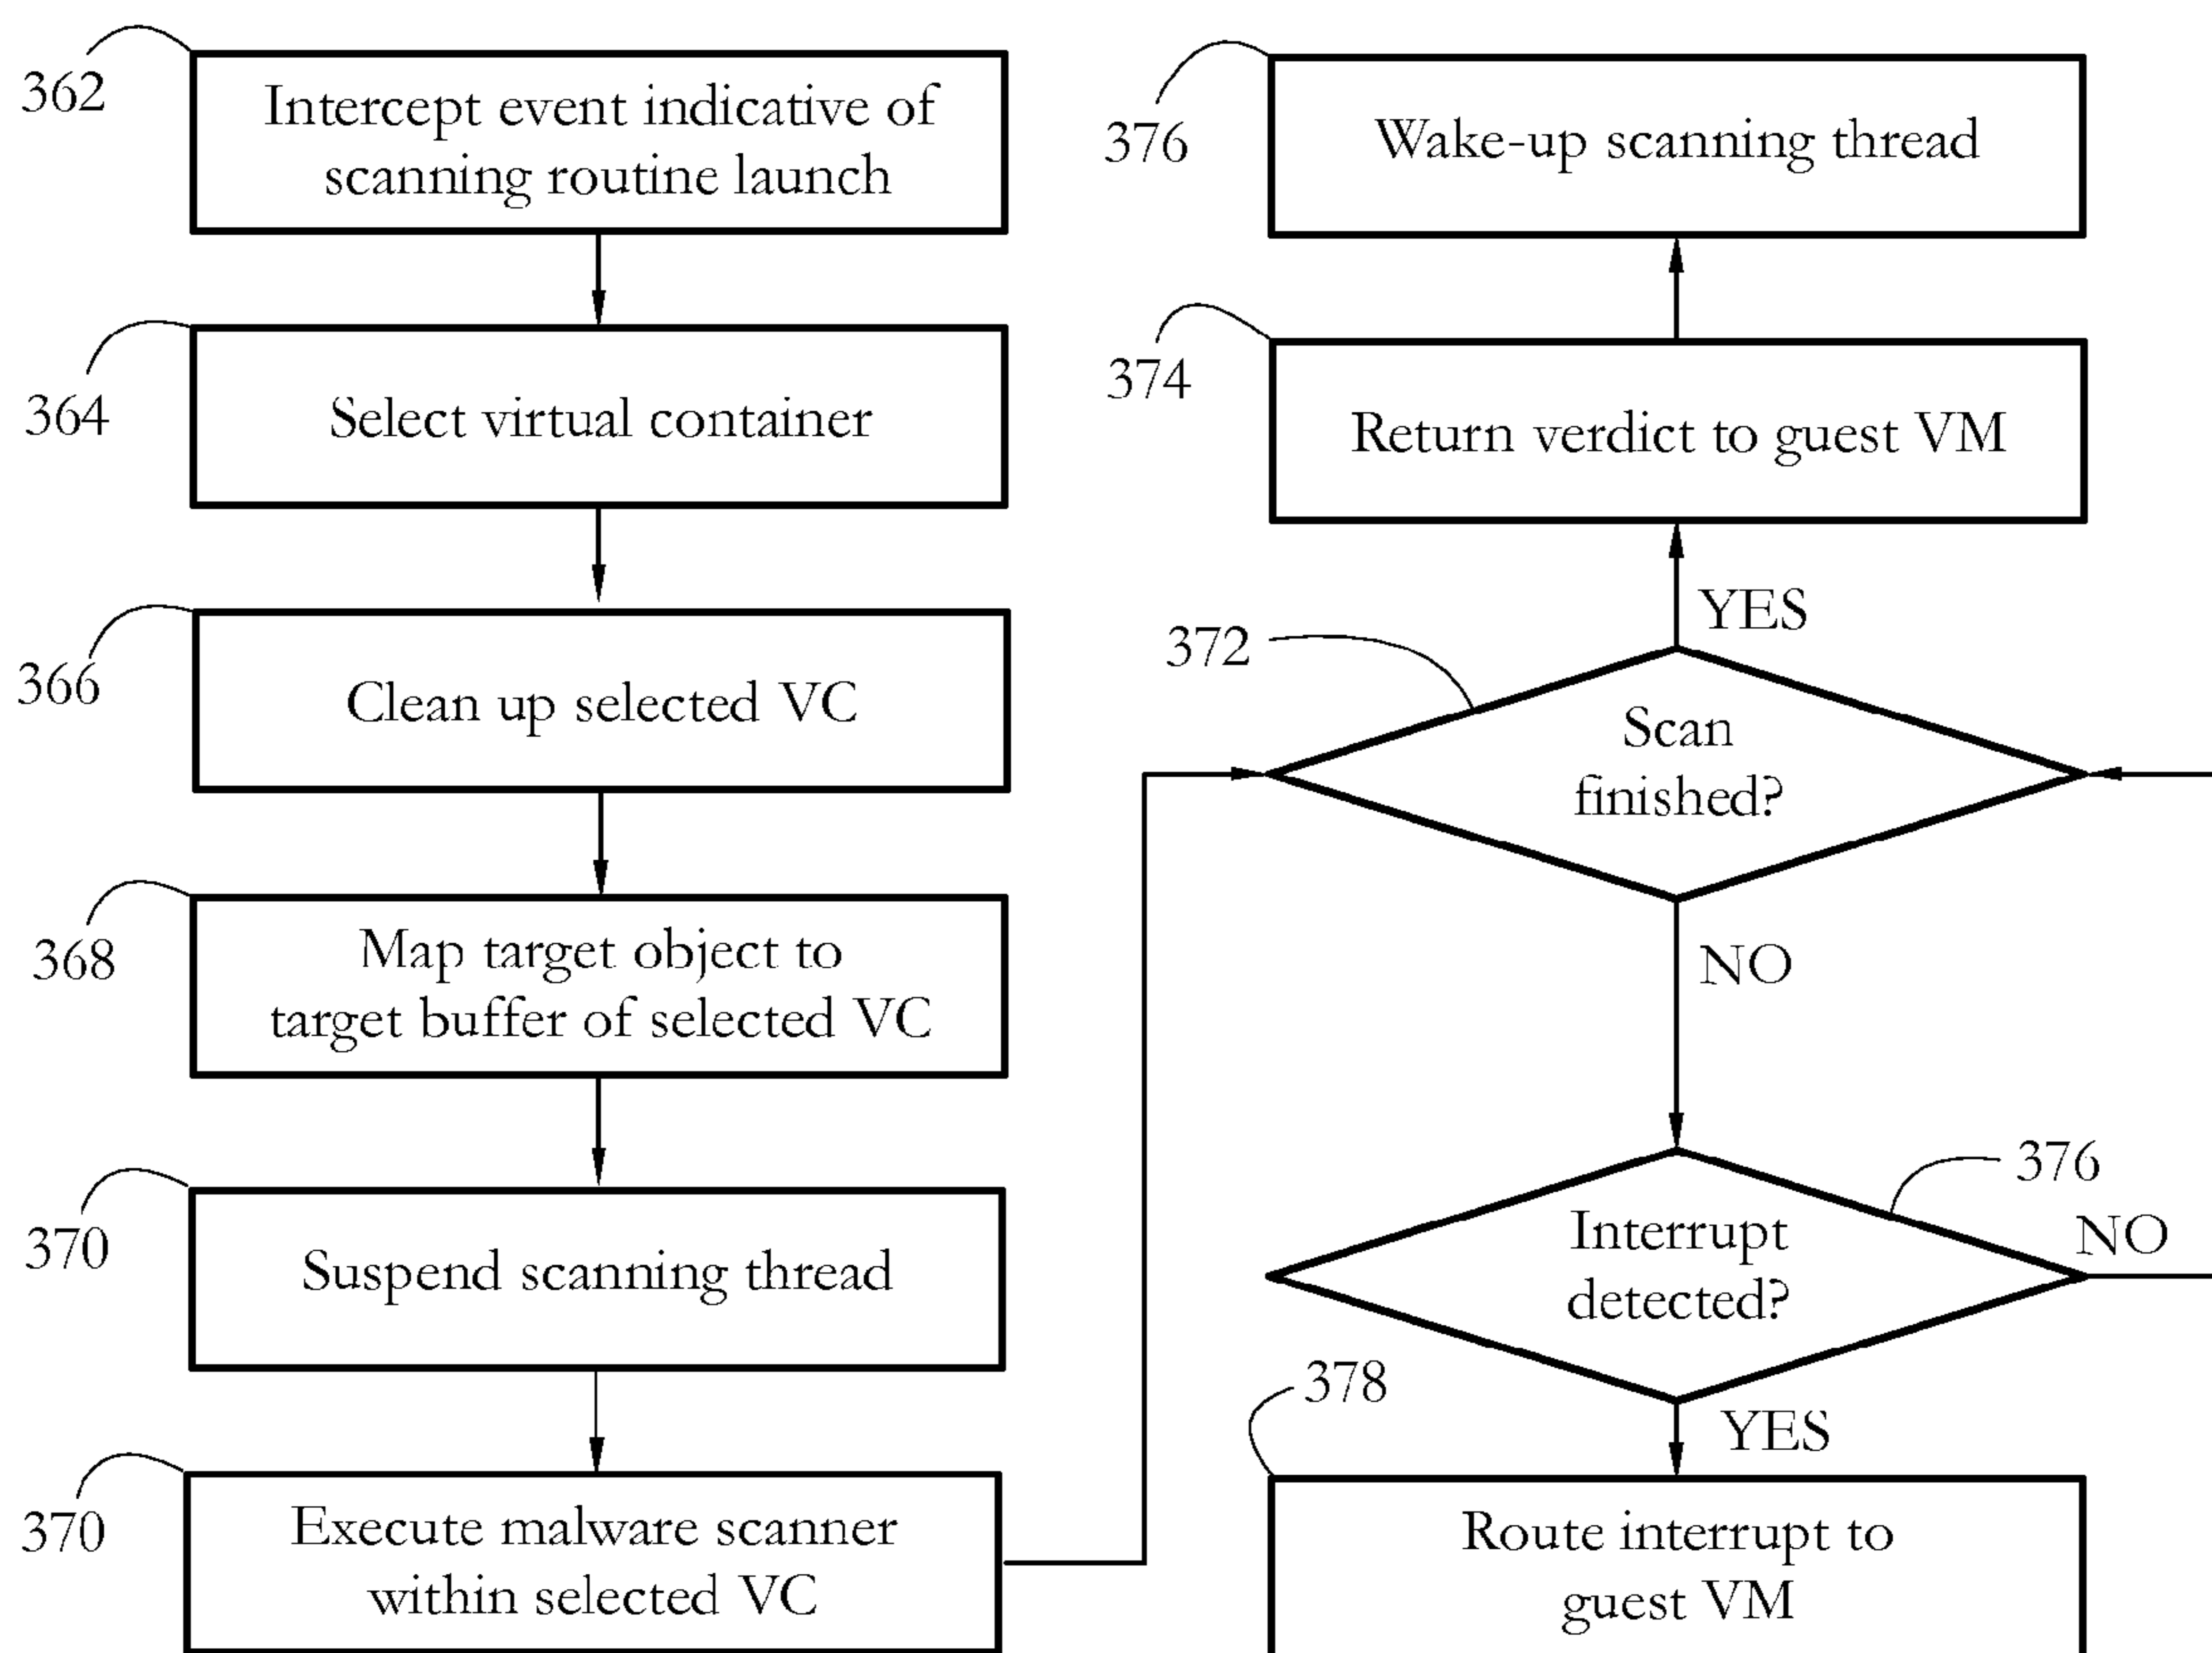 362
Intercept event indicative of
scanning routine launch
364
Select virtual container
366
Clean up selected VC
368
Map target object to
target buffer of selected VC
370
Suspend scanning thread
370
Execute malware scanner
within selected VC
376
Wake-up scanning thread
374
Return verdict to guest VM
YES
372
Scan
finished?
NO
376
Interrupt
detected?
NO
378
YES
Route interrupt to
guest VM